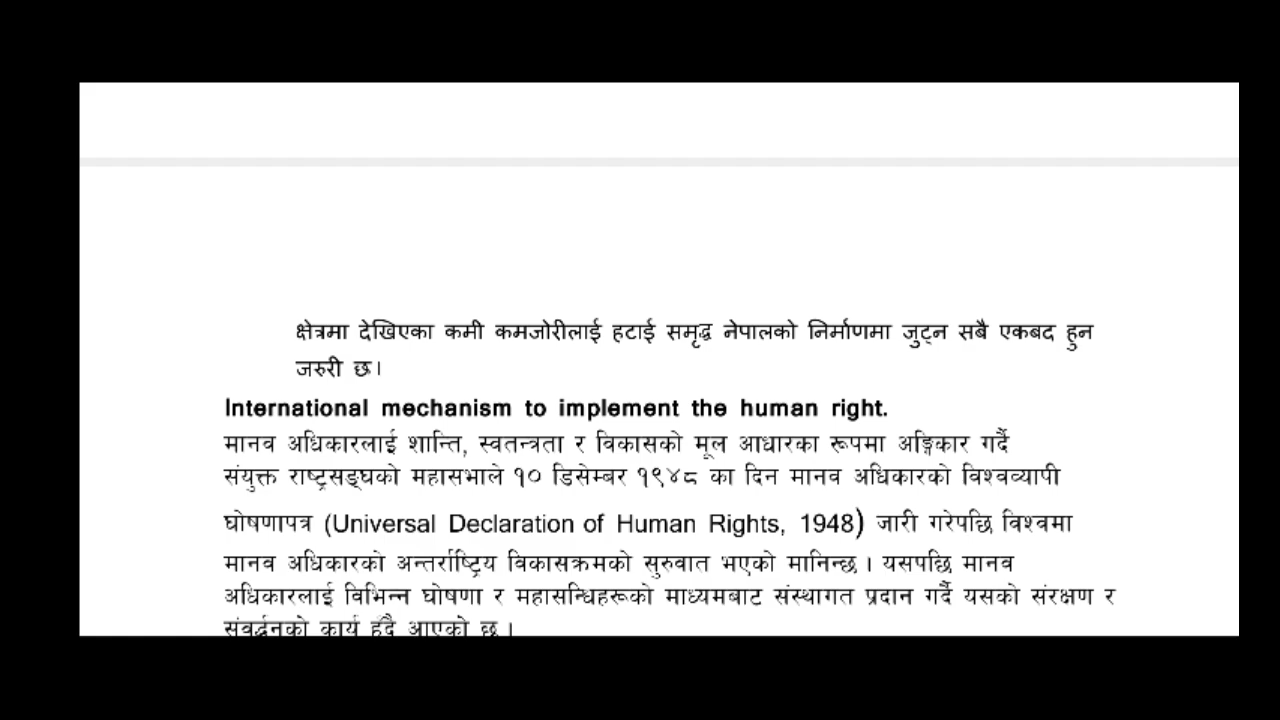 क्षेत्रमा देखिएका कमी कमजोरीलाई हटाई समृद्ध नेपालको निर्माणमा जुट्न सबै एकबद हुन
जरुरी छ।
International mechanism to implement the human right.
मानव अधिकारलाई शान्ति, स्वतन्त्रता र विकासको मूल आधारका रूपमा अङ्गिकार गर्दै
संयुक्त राष्ट्रसङ्घको महासभाले १० डिसेम्बर १९४८ का दिन मानव अधिकारको विश्वव्यापी
घोषणापत्र (Universal Declaration of Human Rights, 1948) जारी गरेपछि विश्वमा
मानव अधिकारको अन्तर्राष्ट्रिय विकासक्रमको सुरुवात भएको मानिन्छ। यसपछि मानव
अधिकारलाई विभिन्न घोषणा र महासन्धिहरूको माध्यमबाट संस्थागत प्रदान गर्दै यसको संरक्षण र
संवर्द्धनको कार्य हुँदै आएको छ।